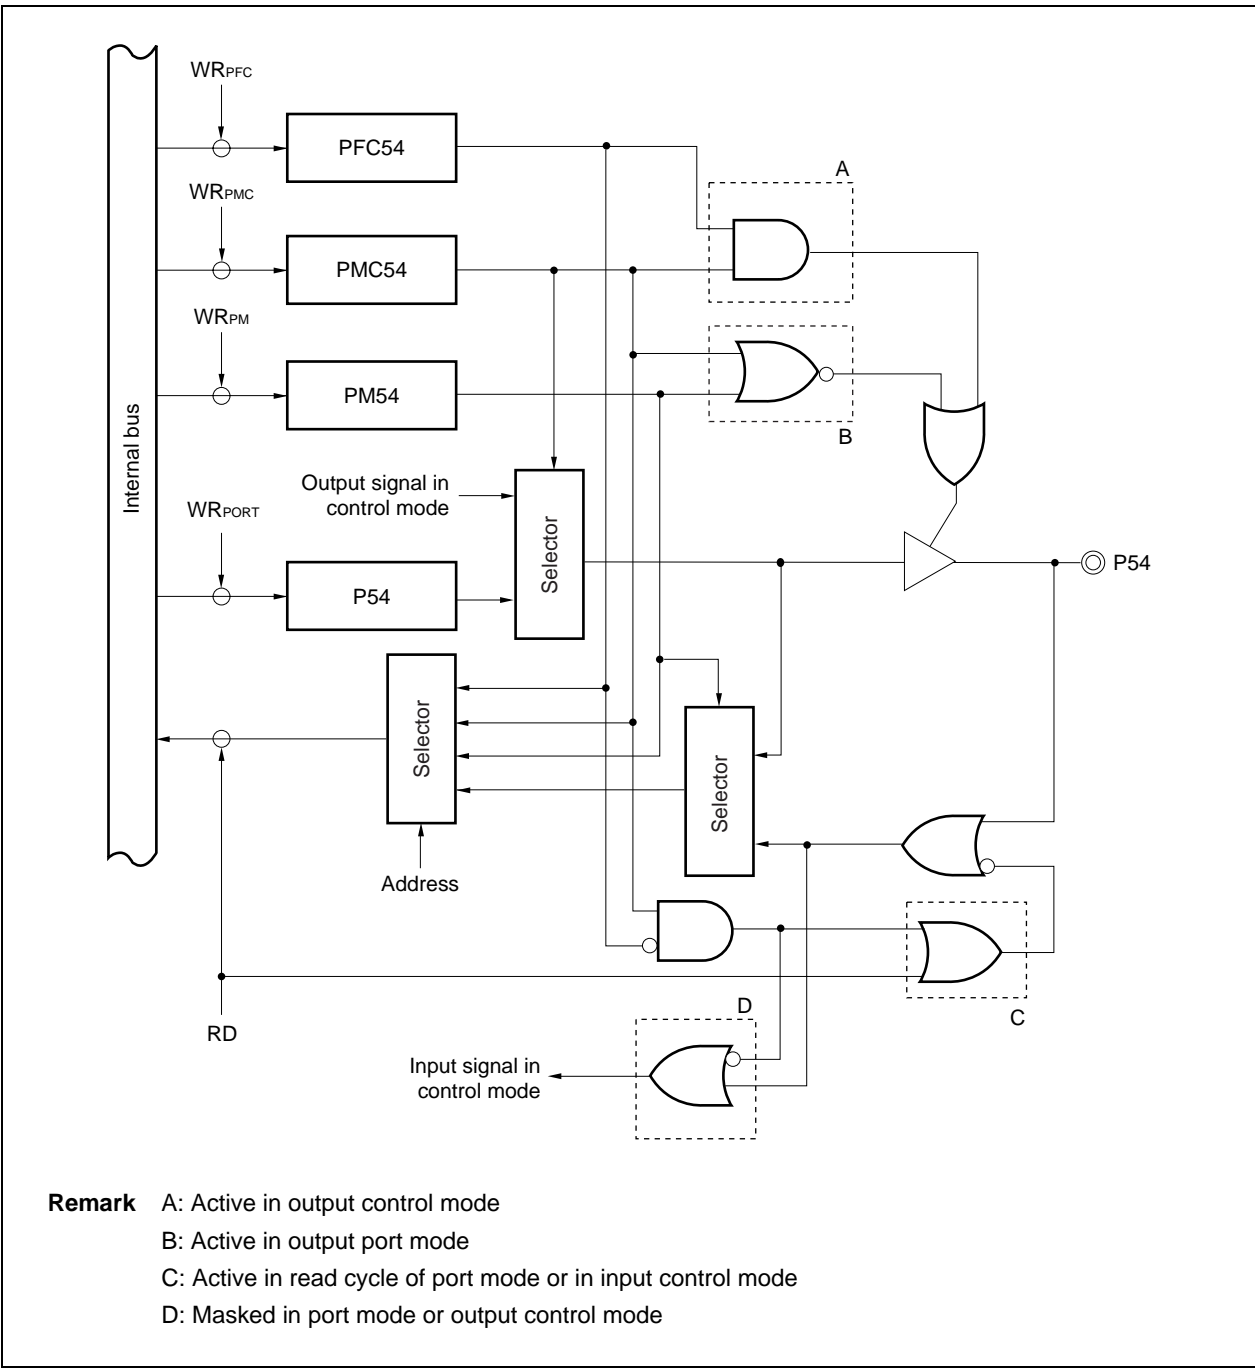 WRPFC
PFC54
A
WRPMC
PMC54
WRPM
PM54
B
Internal bus
Output signal in
control mode
WRPORT
Selector
P54
P54
Selector
Selector
Address
RD
D
C
Input signal in
control mode
Remark A: Active in output control mode
B: Active in output port mode
C: Active in read cycle of port mode or in input control mode
D: Masked in port mode or output control mode